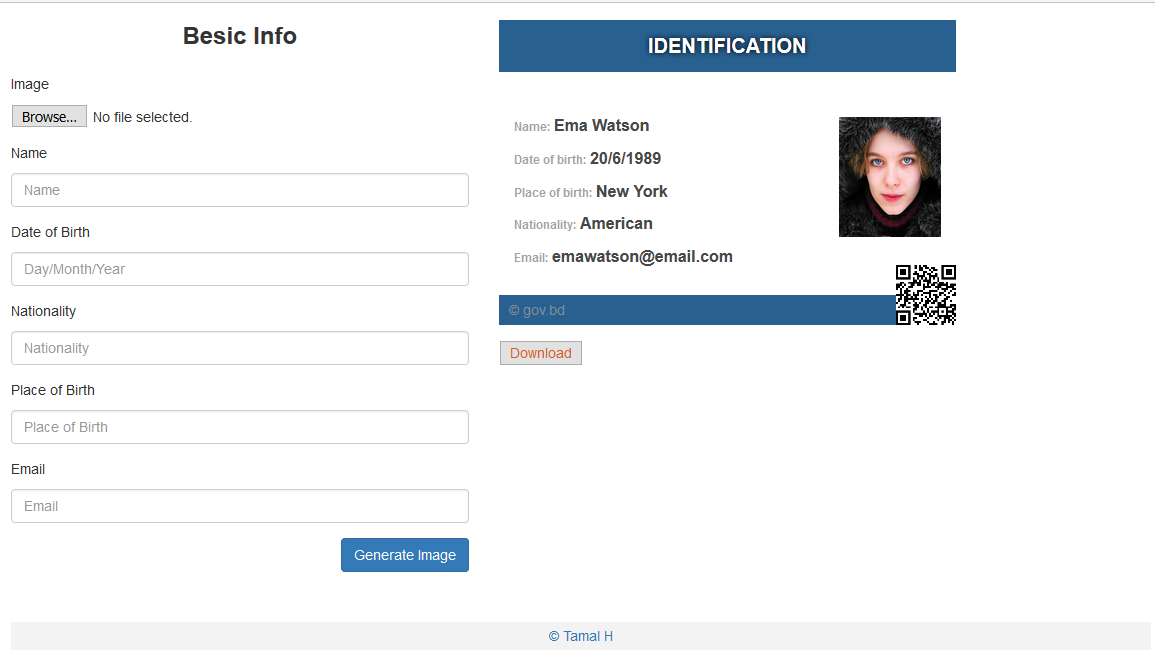 Besic Info
Image
Browse... No file selected.
Name
Name
Date of Birth
Day/Month/Year
Nationality
Nationality
Place of Birth
Place of Birth
Email
Email
Generate Image
IDENTIFICATION
Name: Ema Watson
Date of birth: 20/6/1989
Place of birth: New York
Nationality: American
Email: emawatson@email.com
© gov.bd
Download
© Tamal H